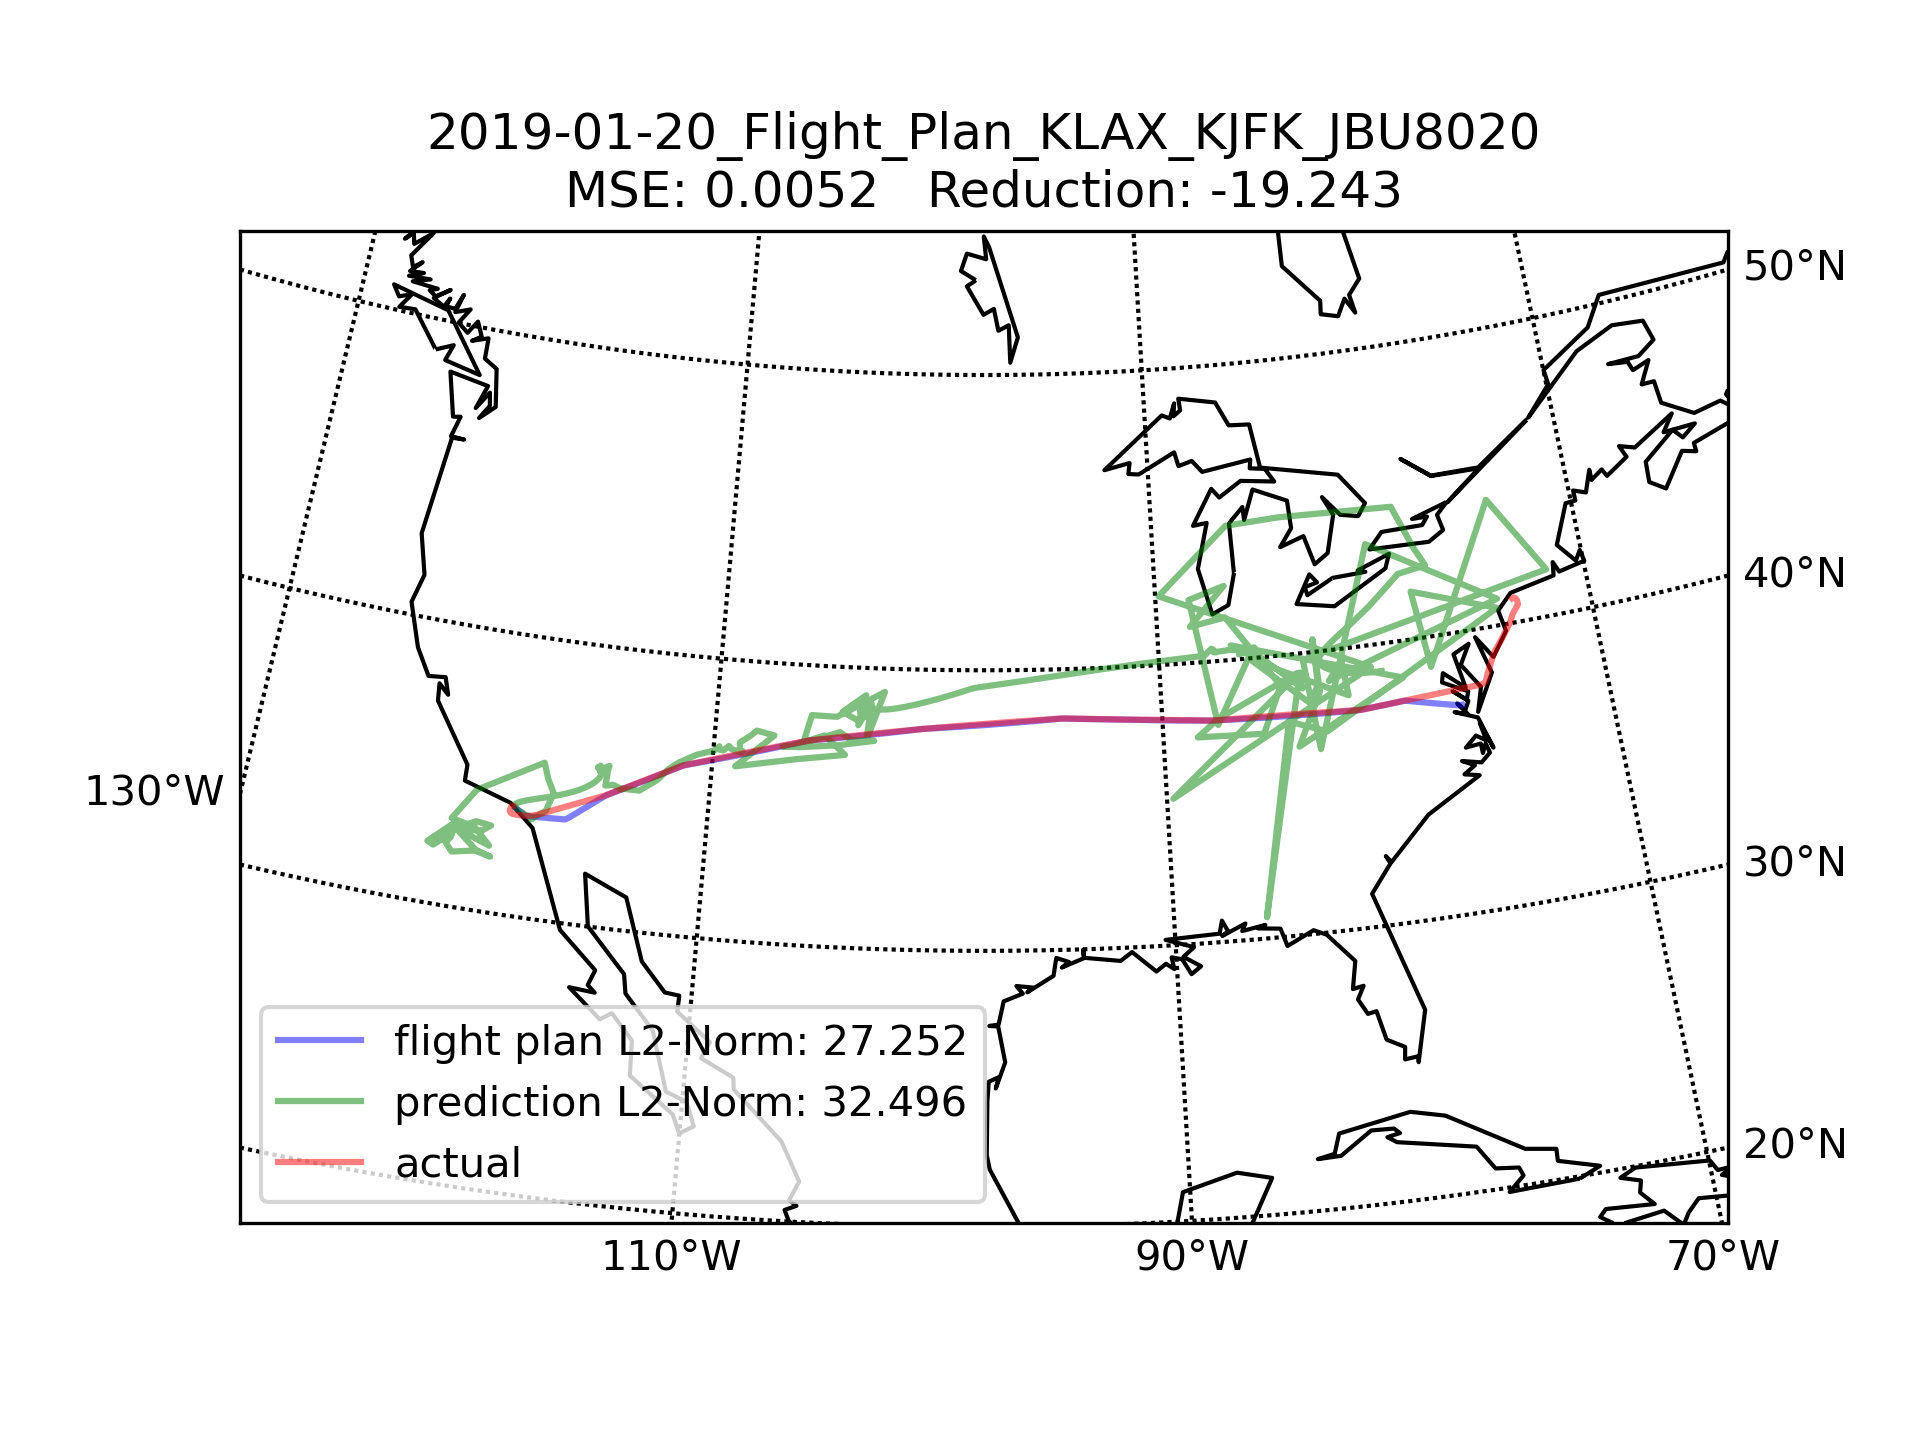 2019-01-20_Flight_Plan_KLAX_KJFK_JBU8020
MSE: 0.0052   Reduction: -19.243
50°N
40°N
130°W
30°N
flight plan L2-Norm: 27.252
prediction L2-Norm: 32.496
20°N
actual
110°W
90°W
70°W